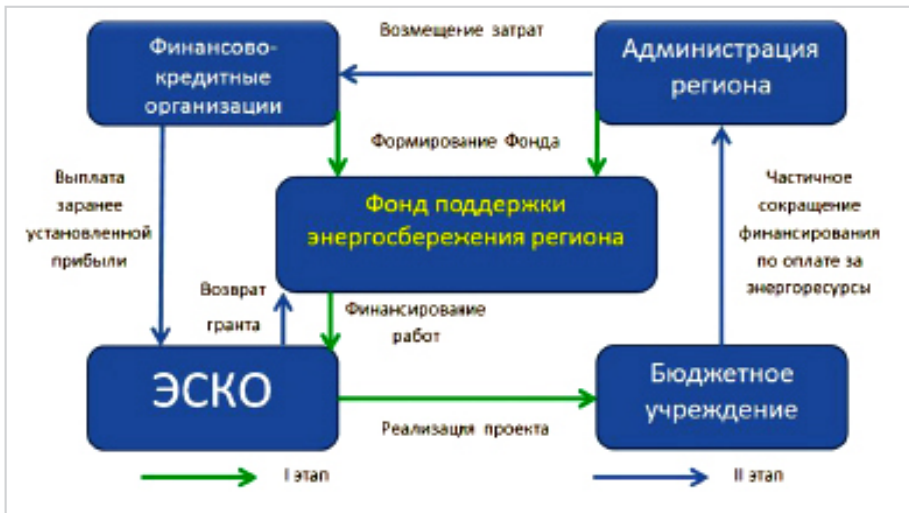 Финансово-
кредитные
организации
Возмещение затрат
Администрация
региона
Формирование Фонда
Выплата
заранее
установленной
прибыли
Фонд поддержки
энергосбережения региона
Частичное
сокращение
финансирования
по оплате за
энергоресурсы
Возврат
гранта
Финансирование
работ
ЭСКО
Реализация проекта
Бюджетное
учреждение
I этап
II этап